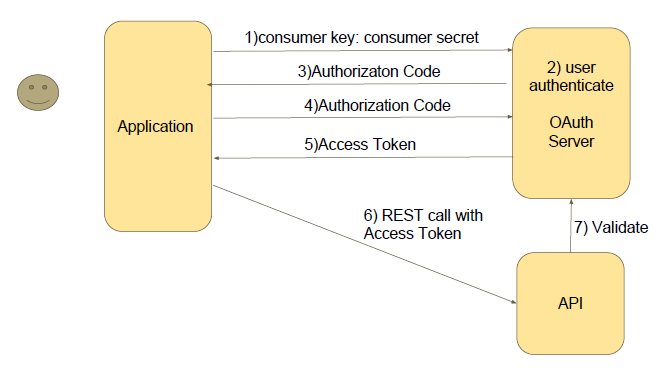 1)consumer key: consumer secret
2) user
authenticate
3)Authorizaton Code
4)Authorization Code
Application
OAuth
Server
5)Access Token
6) REST call with
Access Token
7) Validate
API